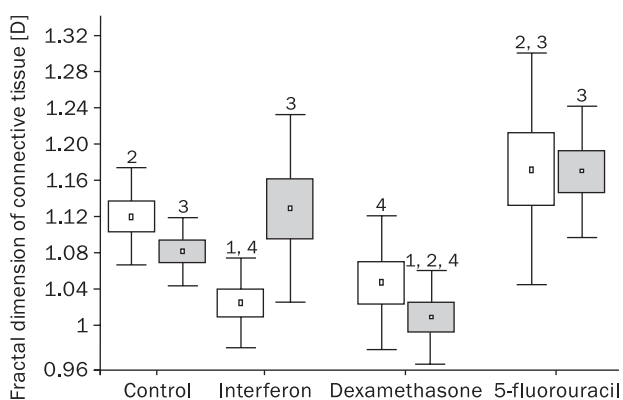 Fractal dimension of connective tissue [D]
1.32
1.28
1.24
1.20
1.16
1.12
1.08
1.04
1
0.96
2
3
1, 4
3
4
1, 2, 4
2, 3
3
Control
Interferon
Dexamethasone
5-fluorouracil